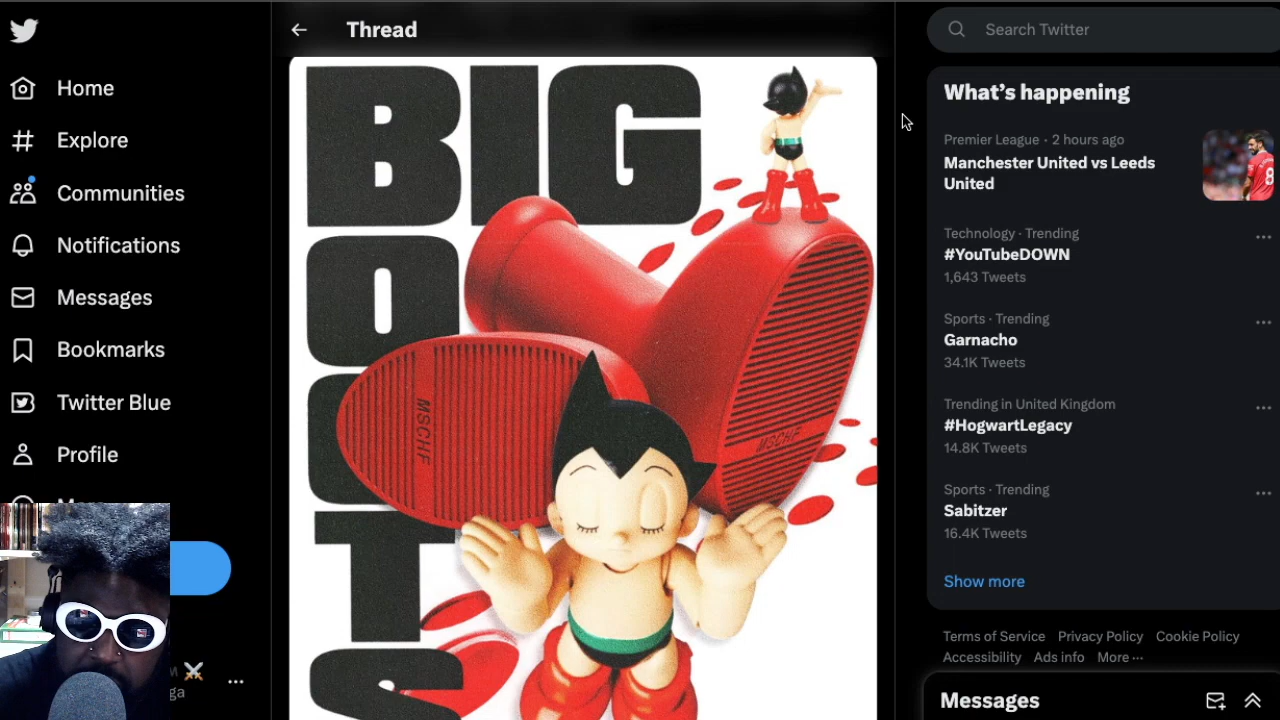 Home
Explore
Communities
Notifications
Messages
Bookmarks
Twitter Blue
Profile
Thread
BIG
BOOTS
MSCHF
MSCHF
Search Twitter
What's happening
Premier League · 2 hours ago
Manchester United vs Leeds
United
8
Technology · Trending
#YouTubeDOWN
1,643 Tweets
Sports · Trending
Garnacho
34.1K Tweets
Trending in United Kingdom
#HogwartLegacy
14.8K Tweets
Sports · Trending
Sabitzer
16.4K Tweets
Show more
Terms of Service Privacy Policy Cookie Policy
Accessibility Ads info More ···
Messages